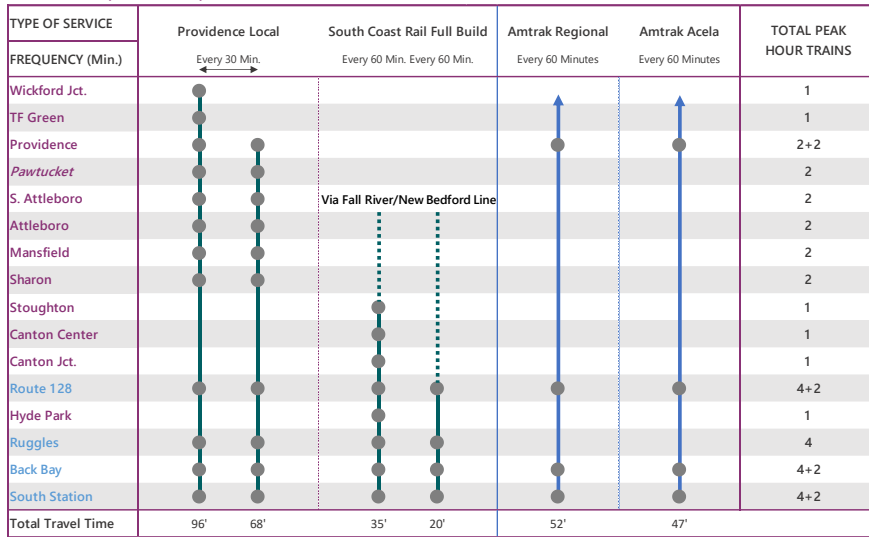 TYPE OF SERVICE Providence Local South Coast Rail Full Build Amtrak Regional Amtrak Acela TOTAL PEAK HOUR TRAINS
FREQUENCY (Min.) Every 30 Min. Every 60 Min. Every 60 Min. Every 60 Minutes Every 60 Minutes
Wickford Jct. 1
TF Green 1
Providence 2+2
Pawtucket 2
S. Attleboro Via Fall River/New Bedford Line 2
Attleboro 2
Mansfield 2
Sharon 2
Stoughton 1
Canton Center 1
Canton Jct. 1
Route 128 4+2
Hyde Park 1
Ruggles 4
Back Bay 4+2
South Station 4+2
Total Travel Time 96' 68' 35' 20' 52' 47'